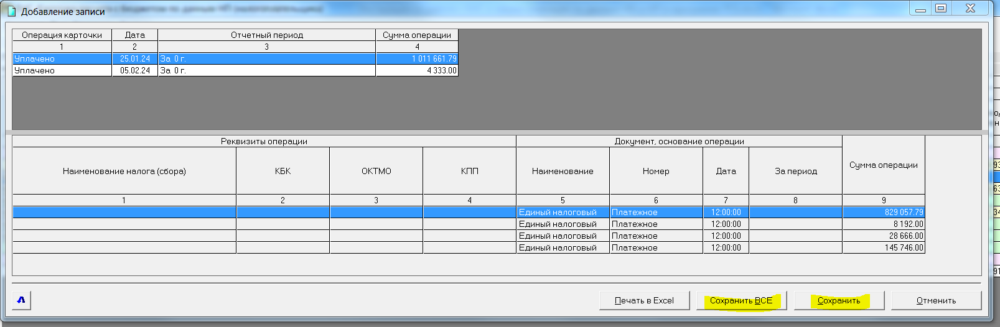 Добавление записи
Операция карточки Дата Отчетный период Сумма операции
1 2 3 4
Уплачено 25.01.24 За 0 г. 1 011 661.79
Уплачено 05.02.24 За 0 г. 4 333.00
Реквизиты операции Документ, основание операции
Наименование налога (сбора) КБК ОКТМО КПП Наименование Номер Дата За период Сумма операции
1 2 3 4 5 6 7 8 9
Единый налоговый Платежное 12:00:00 829 057.79
Единый налоговый Платежное 12:00:00 8 192.00
Единый налоговый Платежное 12:00:00 28 666.00
Единый налоговый Платежное 12:00:00 145 746.00
Печать в Excel Сохранить ВСЕ Сохранить Отменить